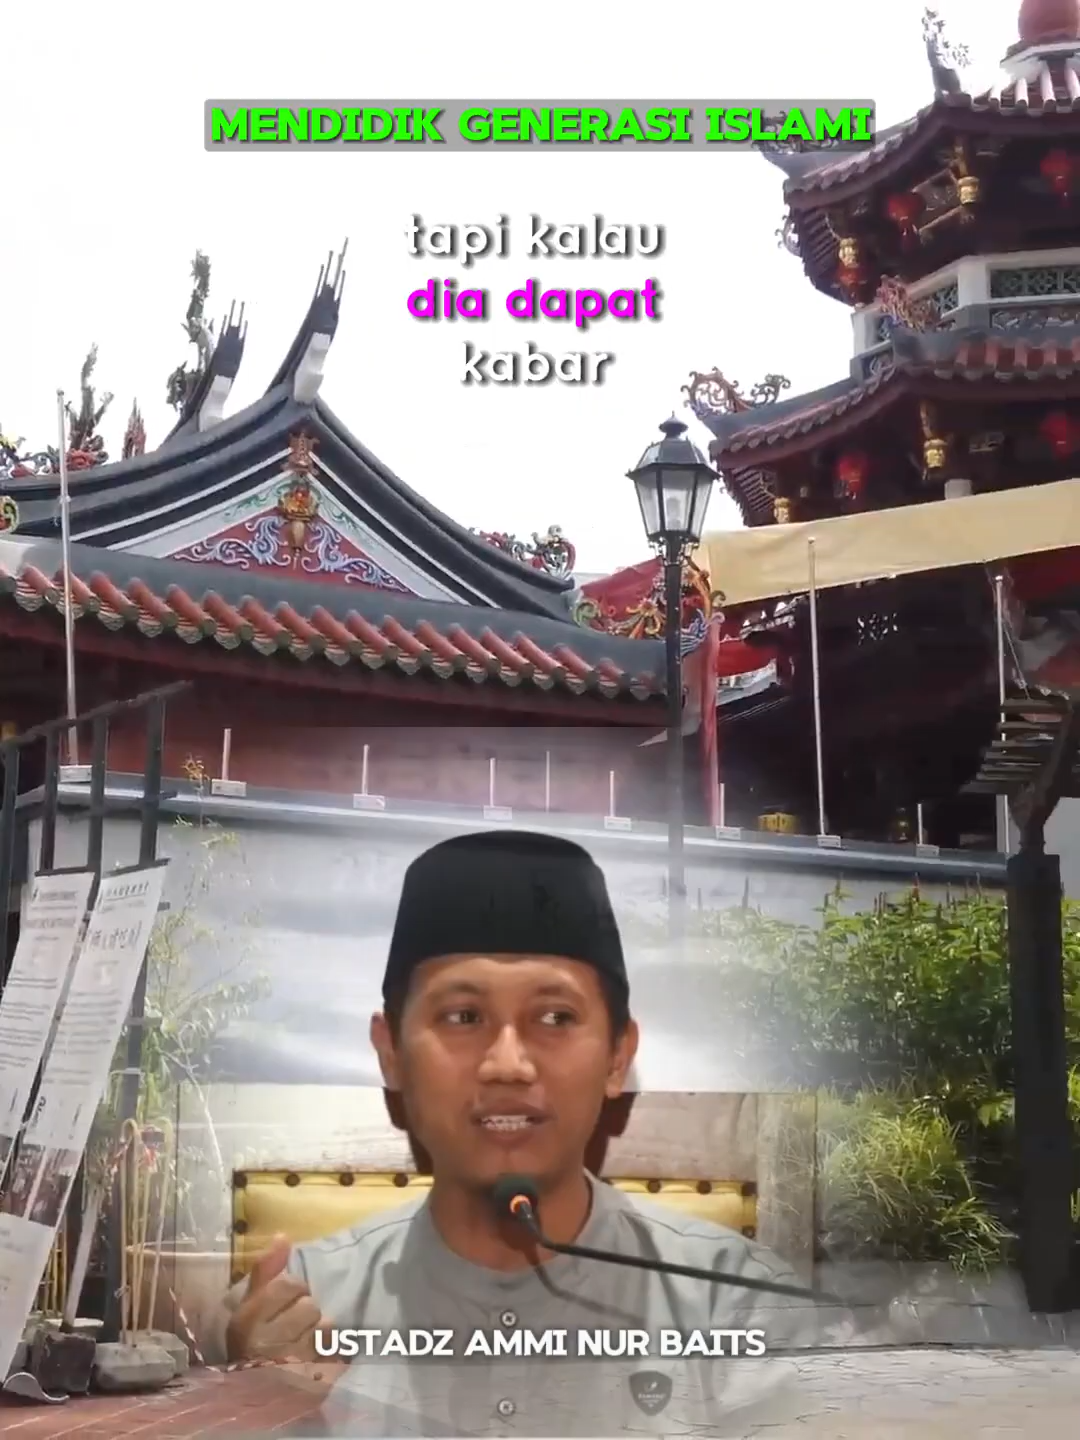 MENDIDIK GENERASI ISLAMI
tapi kalau
dia dapat
kabar
USTADZ AMMI NUR BAITS